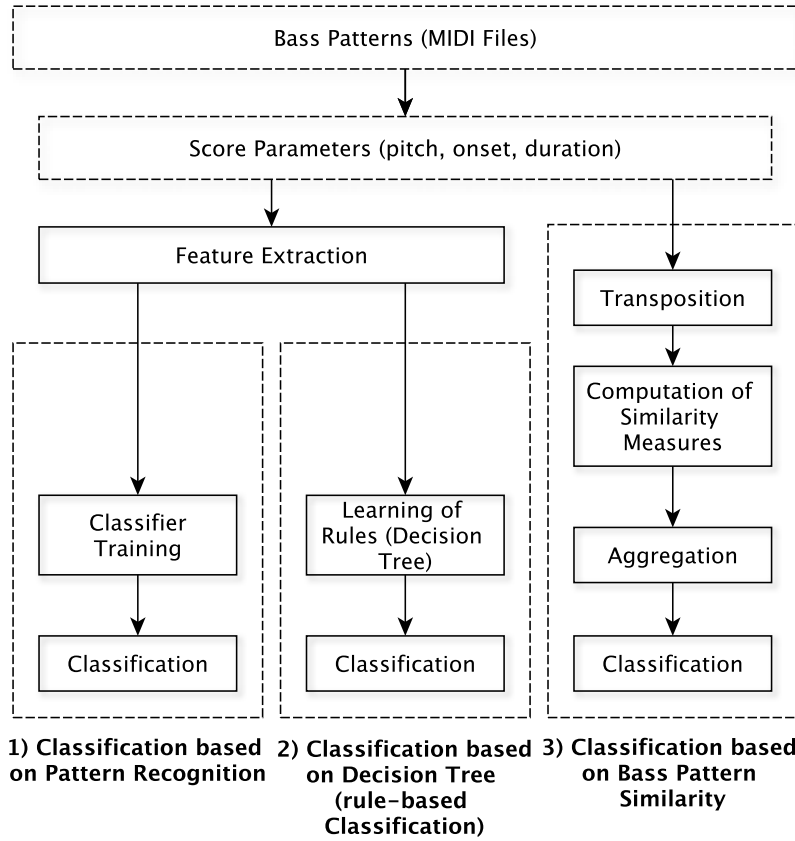 Bass Patterns (MIDI Files)
Score Parameters (pitch, onset, duration)
Feature Extraction
Transposition
Computation of
Similarity
Measures
Classifier
Training
Learning of
Rules (Decision
Tree)
Aggregation
Classification
Classification
Classification
1) Classification based
on Pattern Recognition
2) Classification based
on Decision Tree
(rule-based
Classification)
3) Classification based
on Bass Pattern
Similarity